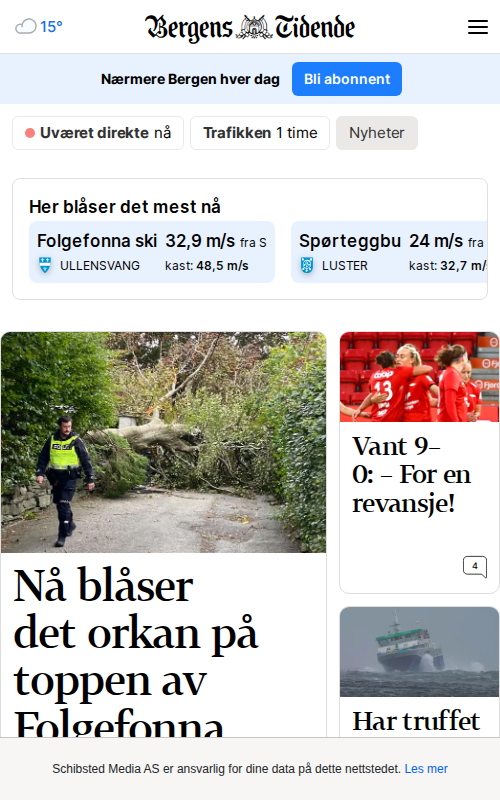 15°
Bergens Tidende
Nærmere Bergen hver dag
Bli abonnent
Uværet direkte nå
Trafikken 1 time
Nyheter
Her blåser det mest nå
Folgefonna ski 32,9 m/s fra S
ULLENSVANG kast: 48,5 m/s
Spørteggbu 24 m/s fra
LUSTER kast: 32,7 m/
13
Vant 9–
0: – For en
revansje!
4
Nå blåser
det orkan på
toppen av
Folgefonna
Har truffet
Schibsted Media AS er ansvarlig for dine data på dette nettstedet. Les mer